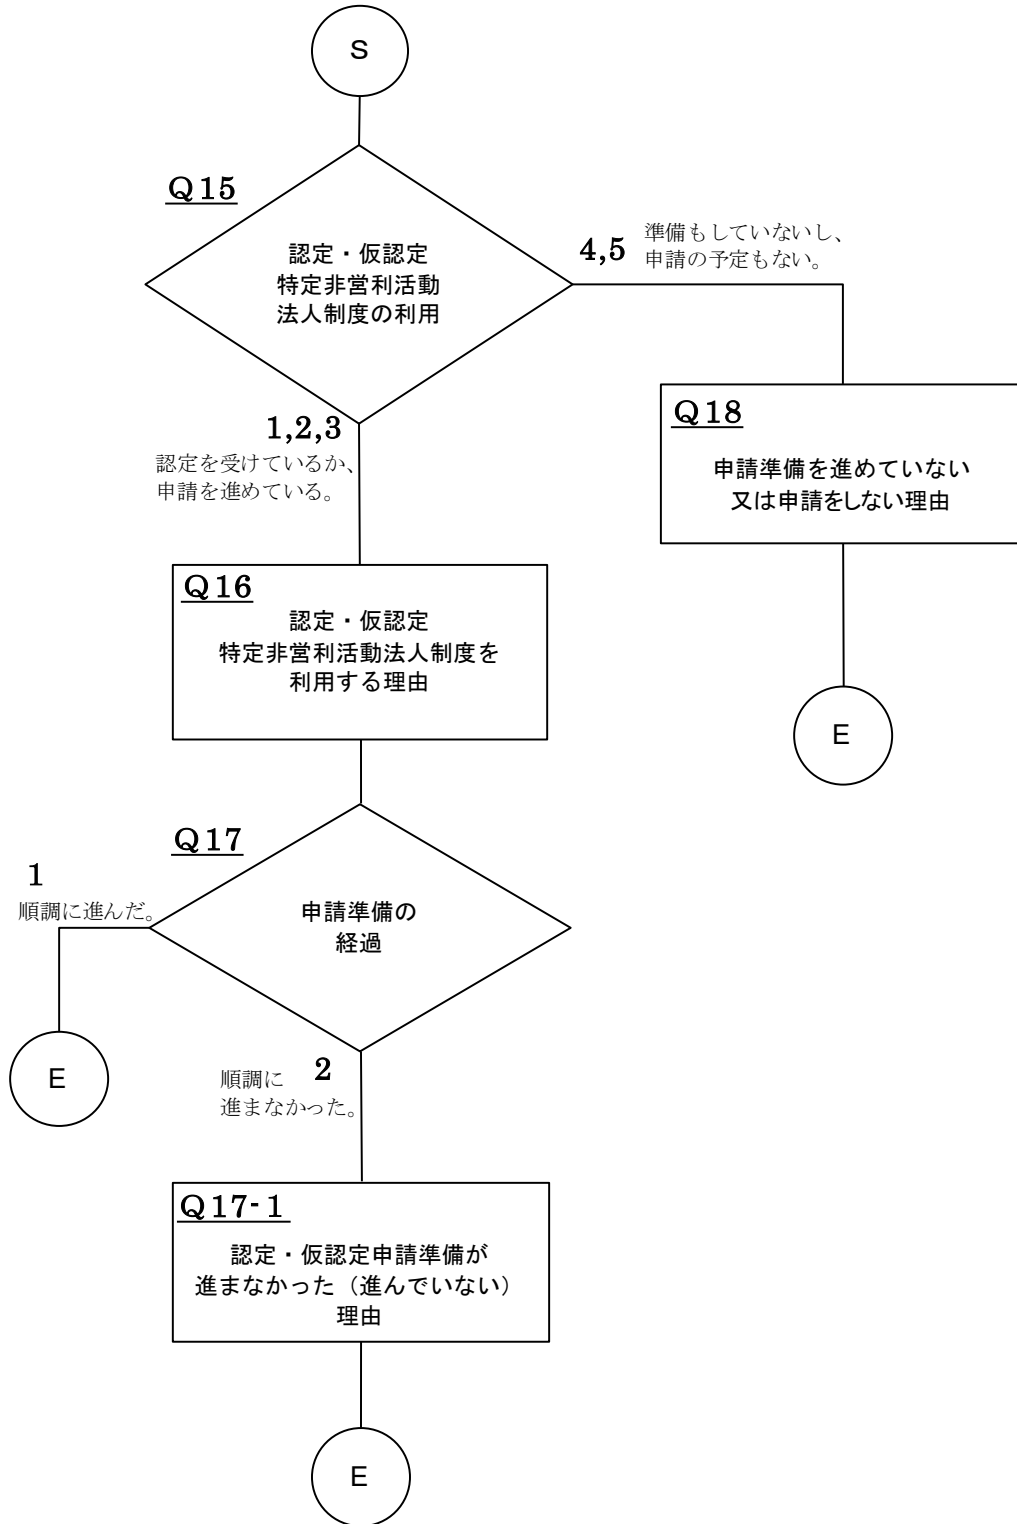 S
Q15
認定・仮認定
特定非営利活動
法人制度の利用
4,5
準備もしていないし、
申請の予定もない。
1,2,3
認定を受けているか、
申請を進めている。
Q18
申請準備を進めていない
又は申請をしない理由
E
Q16
認定・仮認定
特定非営利活動法人制度を
利用する理由
Q17
申請準備の
経過
1
順調に進んだ。
E
2
順調に
進まなかった。
Q17-1
認定・仮認定申請準備が
進まなかった（進んでいない）
理由
E